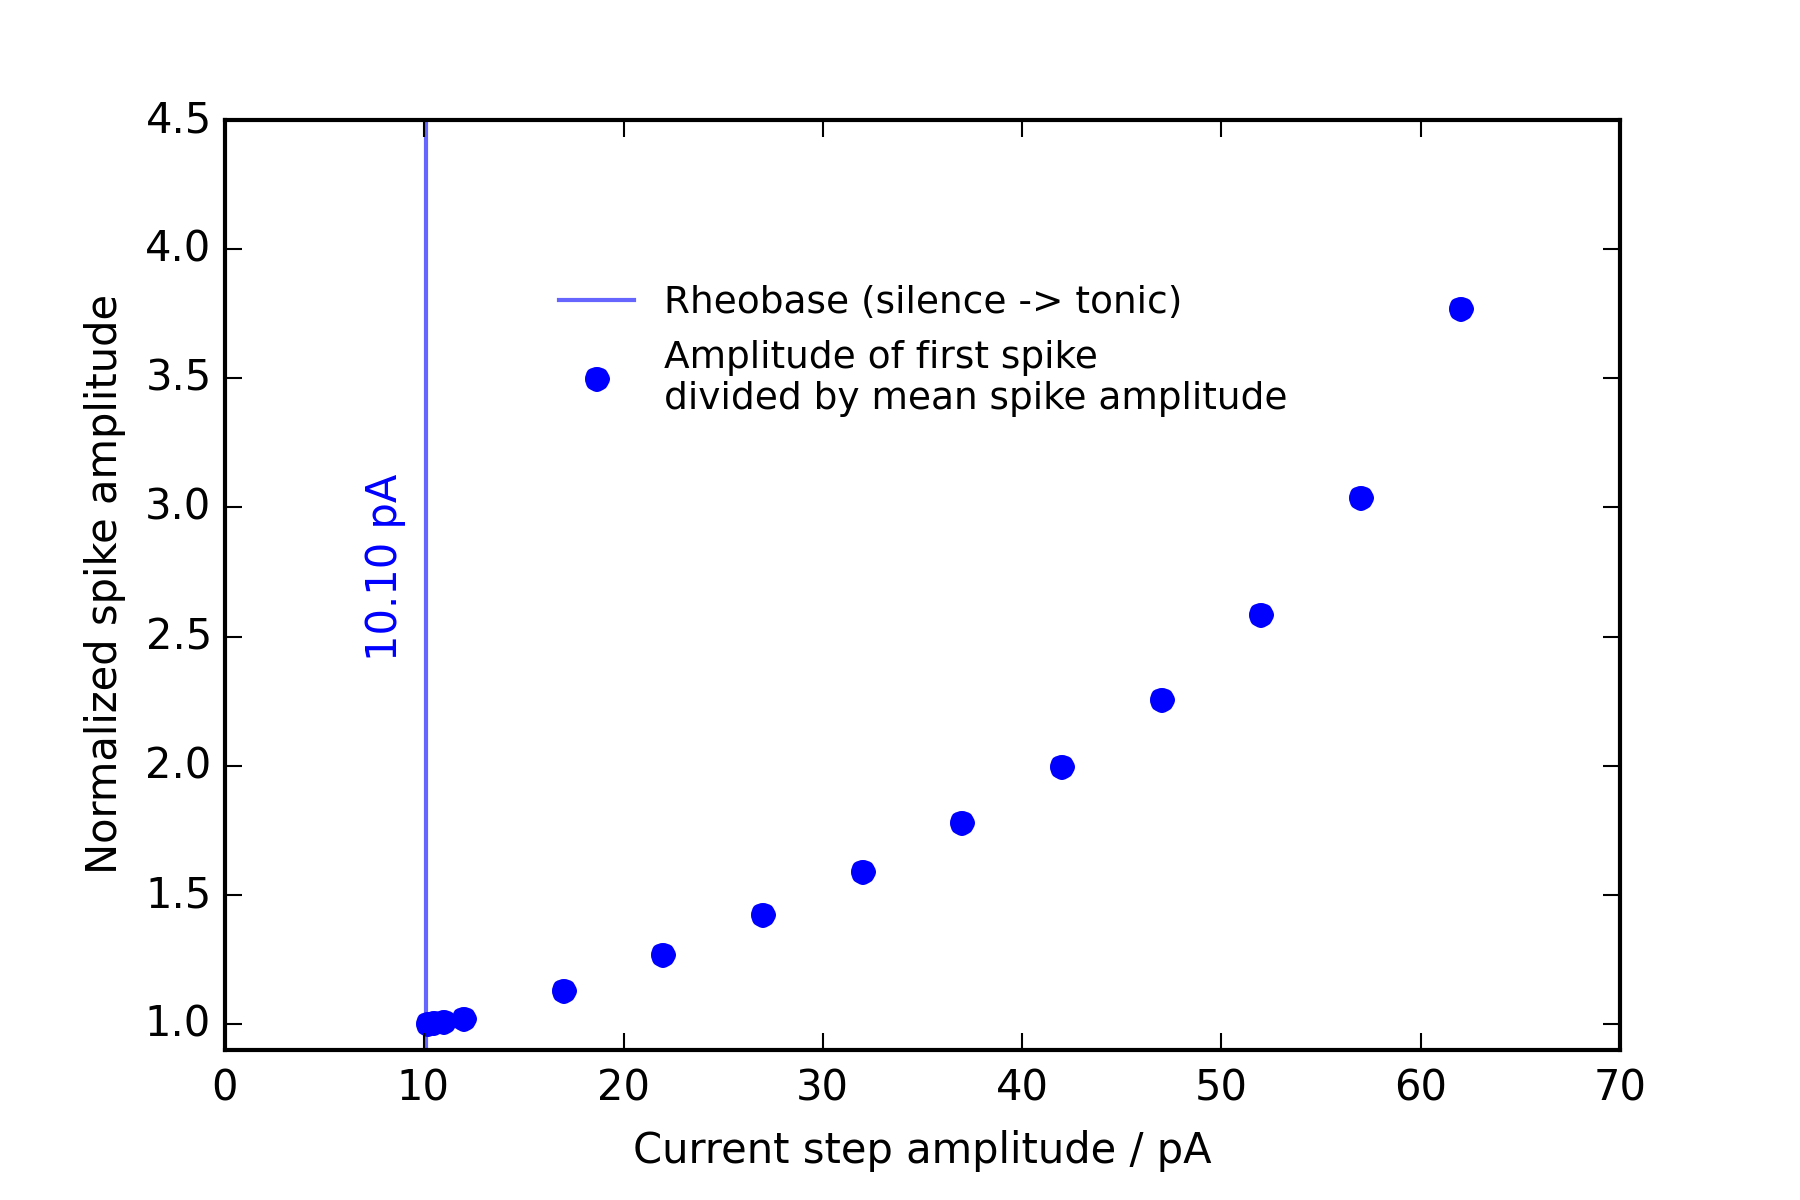 4.5
4.0
3.5
3.0
2.5
2.0
1.5
1.0
Normalized spike amplitude
10.10 pA
Rheobase (silence -> tonic)
Amplitude of first spike
divided by mean spike amplitude
0 10 20 30 40 50 60 70
Current step amplitude / pA